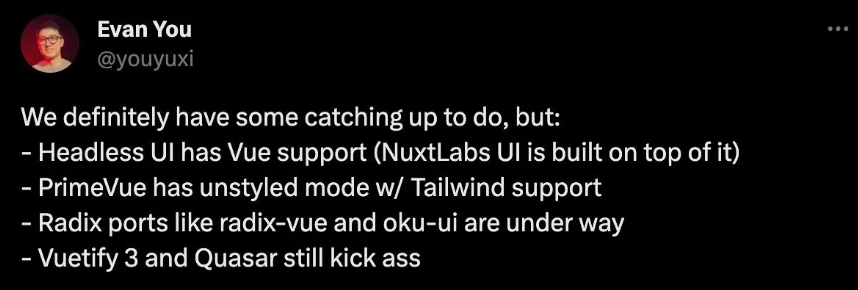 Evan You
@youyuxi
We definitely have some catching up to do, but:
- Headless UI has Vue support (NuxtLabs UI is built on top of it)
- PrimeVue has unstyled mode w/ Tailwind support
- Radix ports like radix-vue and oku-ui are under way
- Vuetify 3 and Quasar still kick ass